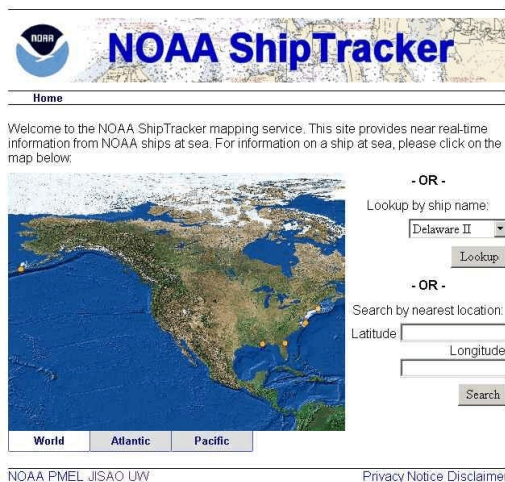 NOAA
NOAA ShipTracker
Home
Welcome to the NOAA ShipTracker mapping service. This site provides near real-time
information from NOAA ships at sea. For information on a ship at sea, please click on the
map below:
- OR -
Lookup by ship name:
Delaware II
Lookup
- OR -
Search by nearest location:
Latitude
Longitude
Search
World Atlantic Pacific
NOAA PMEL JISAO UW Privacy Notice Disclaimer